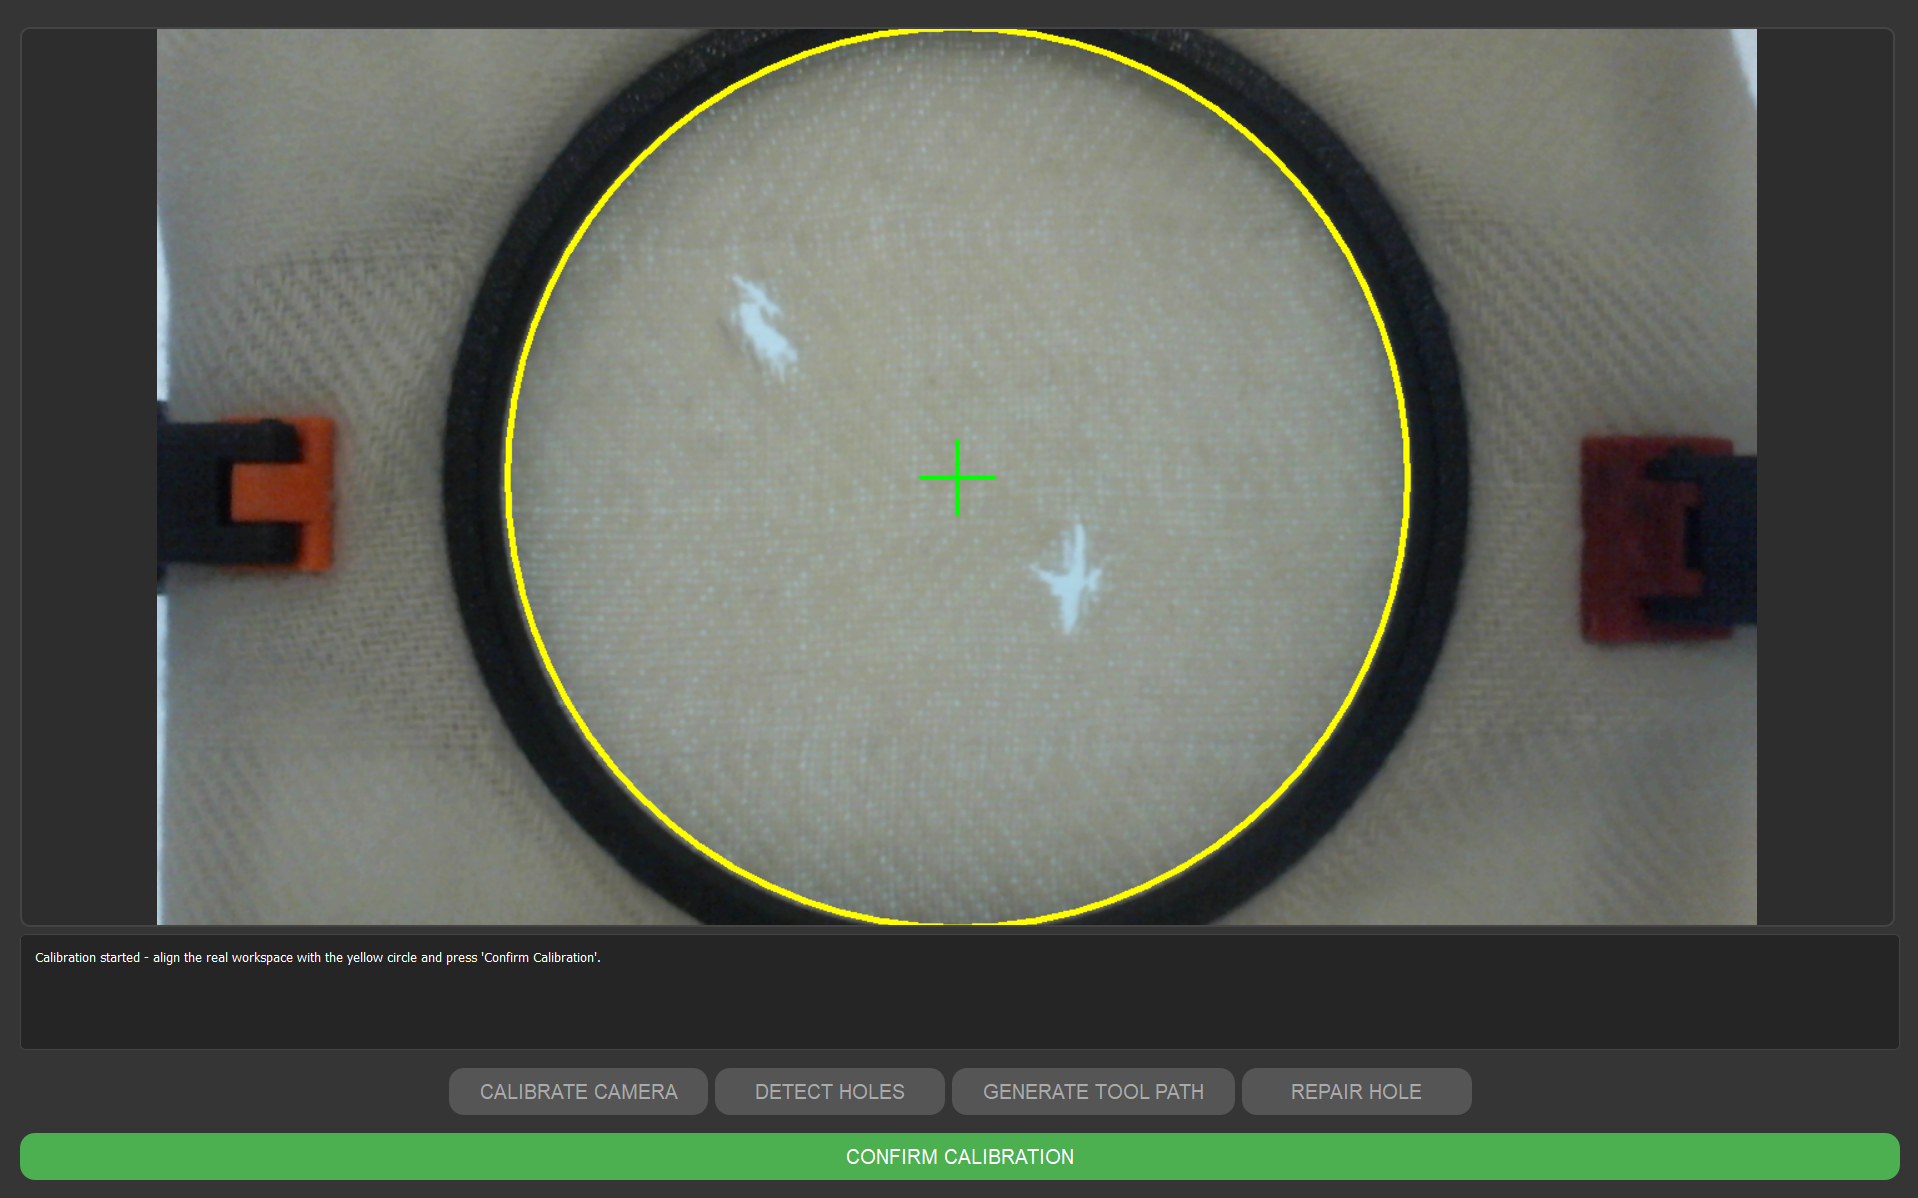 Calibration started - align the real workspace with the yellow circle and press 'Confirm Calibration'.
CALIBRATE CAMERA
DETECT HOLES
GENERATE TOOL PATH
REPAIR HOLE
CONFIRM CALIBRATION